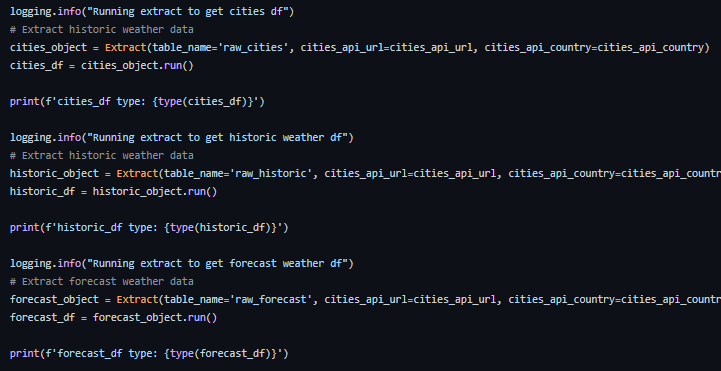 logging.info("Running extract to get cities df")
# Extract historic weather data
cities_object = Extract(table_name='raw_cities', cities_api_url=cities_api_url, cities_api_country=cities_api_country)
cities_df = cities_object.run()
print(f'cities_df type: {type(cities_df)}')
logging.info("Running extract to get historic weather df")
# Extract historic weather data
historic_object = Extract(table_name='raw_historic', cities_api_url=cities_api_url, cities_api_country=cities_api_countr
historic_df = historic_object.run()
print(f'historic_df type: {type(historic_df)}')
logging.info("Running extract to get forecast weather df")
# Extract forecast weather data
forecast_object = Extract(table_name='raw_forecast', cities_api_url=cities_api_url, cities_api_country=cities_api_countr
forecast_df = forecast_object.run()
print(f'forecast_df type: {type(forecast_df)}')